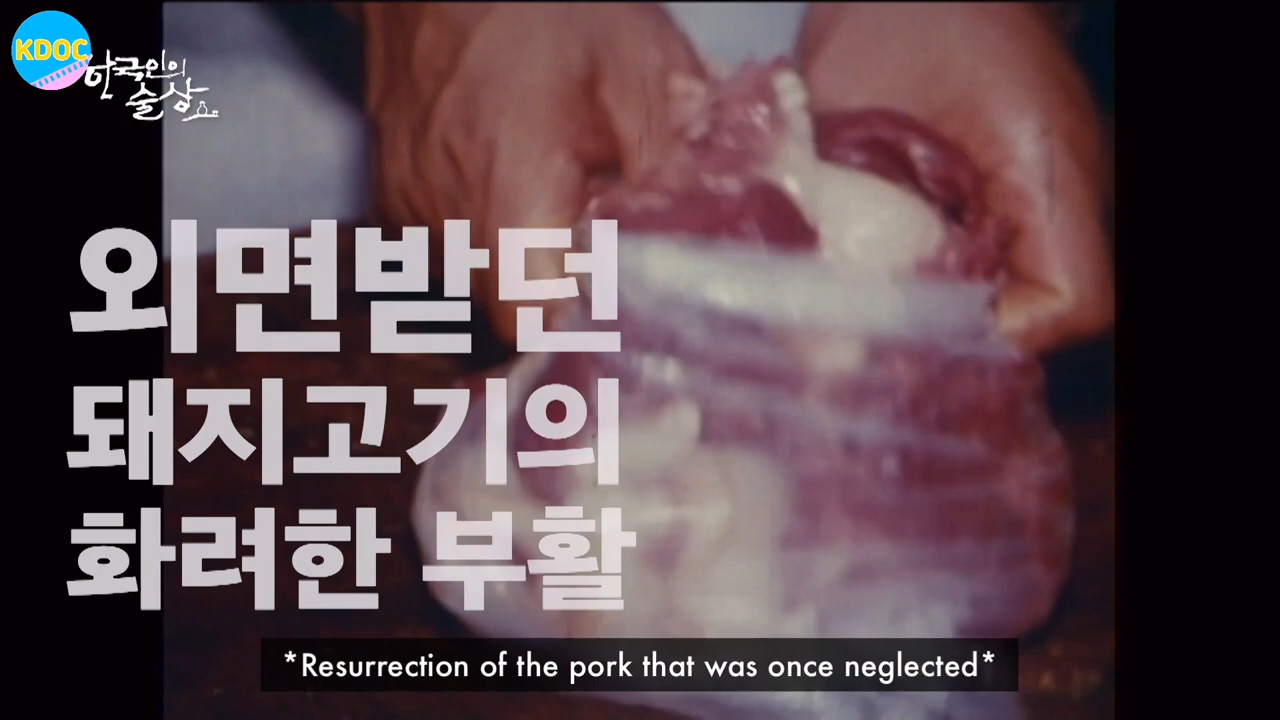 KDOC
한국인의
술상
외면받던
돼지고기의
화려한 부활
*Resurrection of the pork that was once neglected*